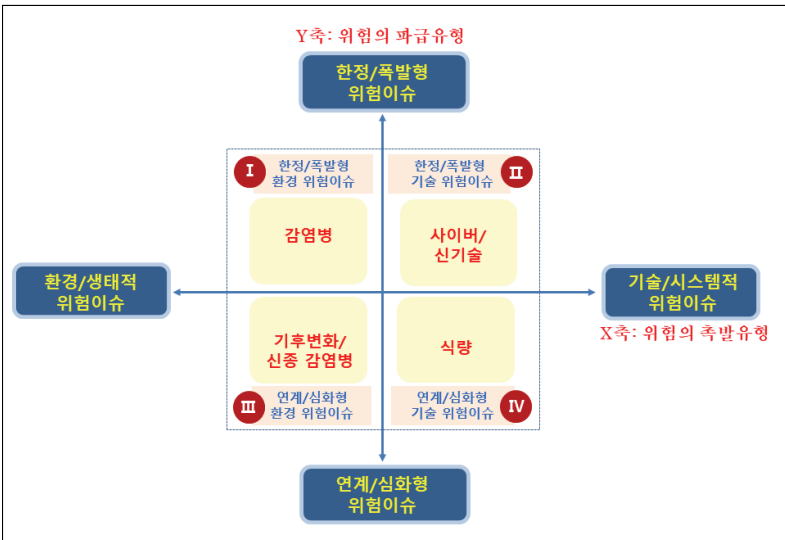 Y축: 위험의 파급유형
한정/폭발형
위험이슈
I
한정/폭발형
환경 위험이슈
한정/폭발형
기술 위험이슈
II
감염병
사이버/
신기술
환경/생태적
위험이슈
기술/시스템적
위험이슈
X축: 위험의 촉발유형
기후변화/
신종 감염병
식량
III
연계/심화형
환경 위험이슈
연계/심화형
기술 위험이슈
IV
연계/심화형
위험이슈